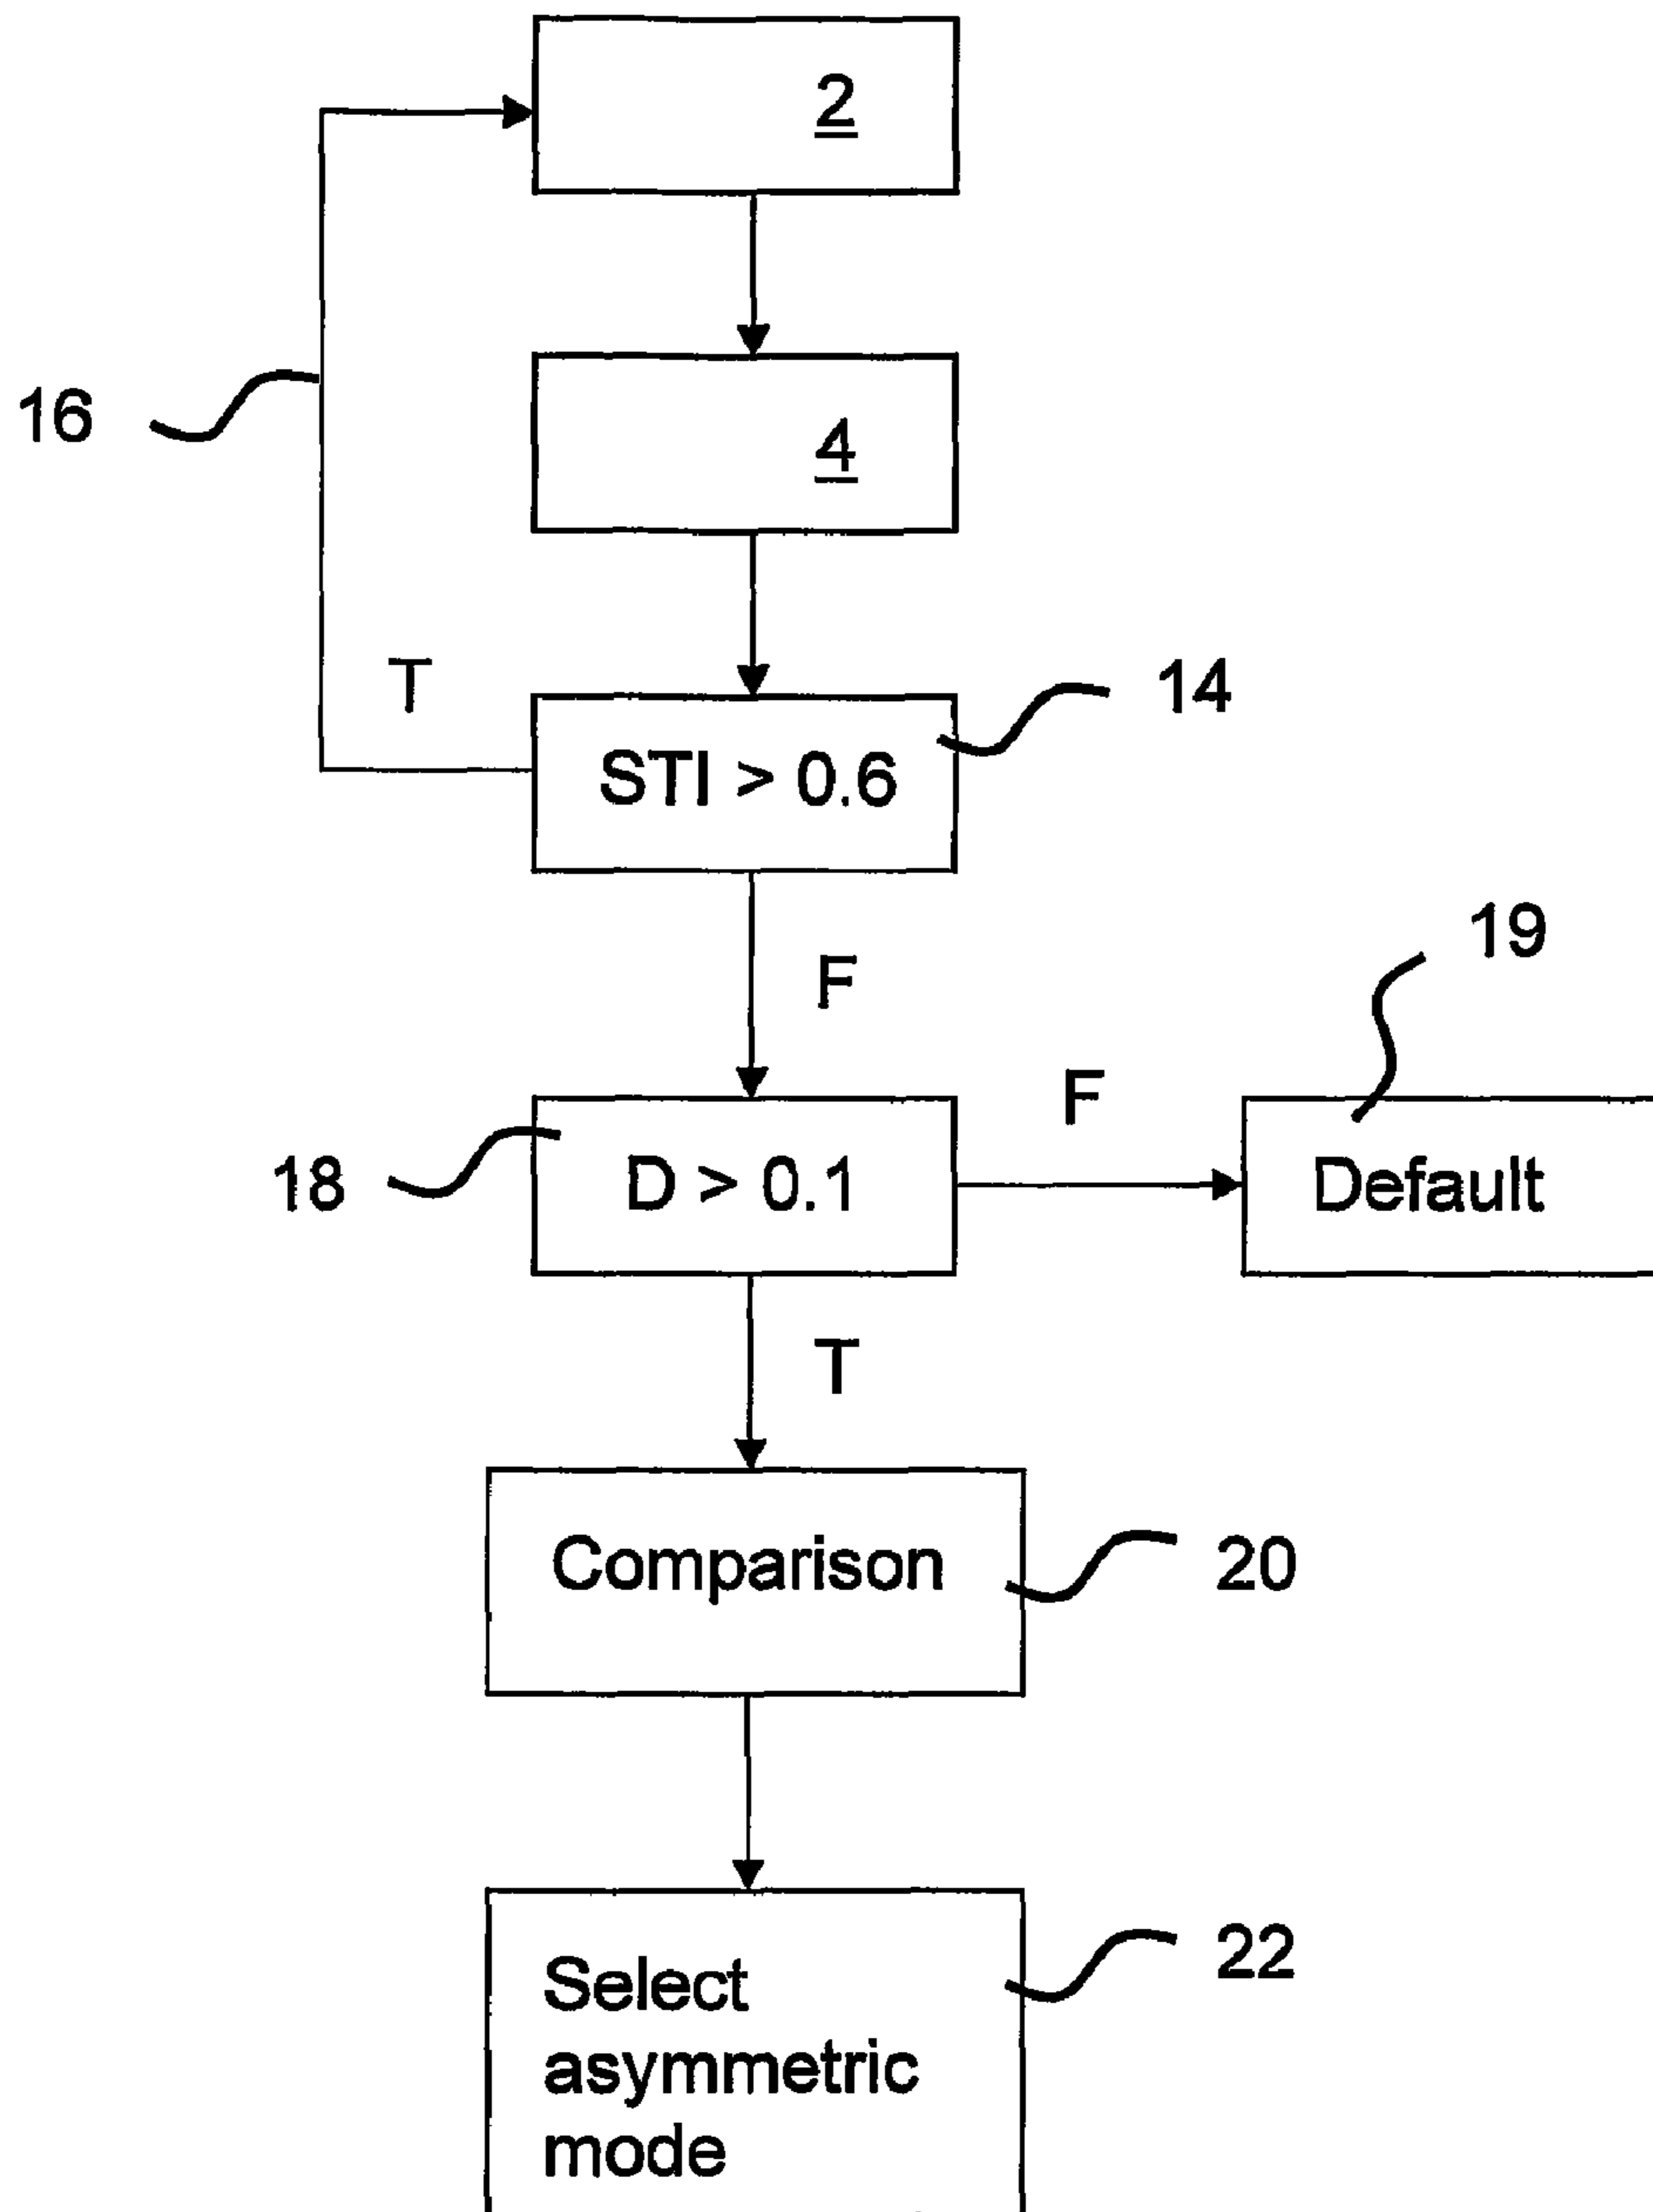 2
16
4
T
14
STI > 0.6
F
19
18
D > 0.1
F
Default
T
Comparison
20
Select
asymmetric
mode
22